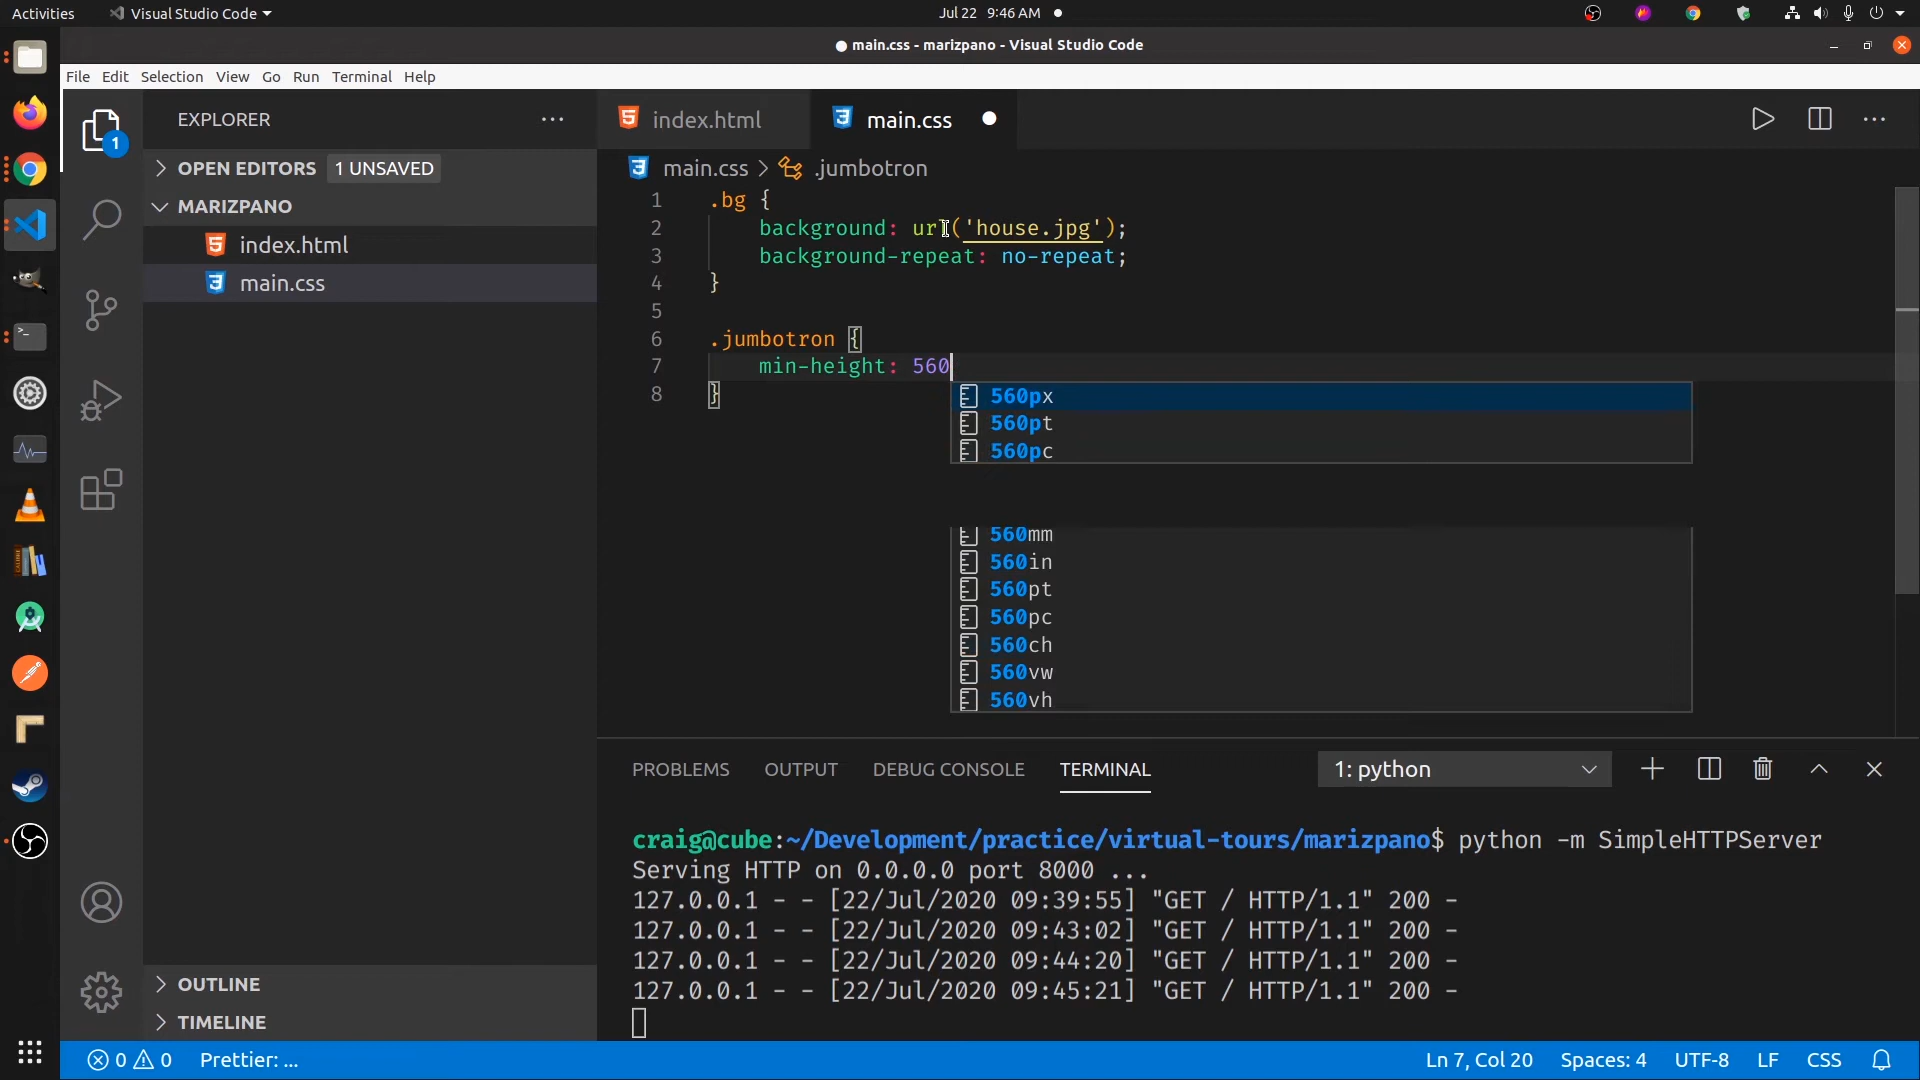 Activities
Visual Studio Code
Jul 22 9:46 AM
● main.css - marizpano - Visual Studio Code
File Edit Selection View Go Run Terminal Help
EXPLORER
1
OPEN EDITORS 1 UNSAVED
MARIZPANO
index.html
main.css
OUTLINE
TIMELINE
index.html
main.css
main.css > .jumbotron
1 .bg {
2 background: url('house.jpg');
3 background-repeat: no-repeat;
4 }
5
6 .jumbotron {
7 min-height: 560
8 }
560px
560pt
560pc
560mm
560in
560pt
560pc
560ch
560vw
560vh
PROBLEMS OUTPUT DEBUG CONSOLE TERMINAL 1: python
craig@cube:~/Development/practice/virtual-tours/marizpano$ python -m SimpleHTTPServer
Serving HTTP on 0.0.0.0 port 8000 ...
127.0.0.1 - - [22/Jul/2020 09:39:55] "GET / HTTP/1.1" 200 -
127.0.0.1 - - [22/Jul/2020 09:43:02] "GET / HTTP/1.1" 200 -
127.0.0.1 - - [22/Jul/2020 09:44:20] "GET / HTTP/1.1" 200 -
127.0.0.1 - - [22/Jul/2020 09:45:21] "GET / HTTP/1.1" 200 -
0 0 Prettier: ... Ln 7, Col 20 Spaces: 4 UTF-8 LF CSS